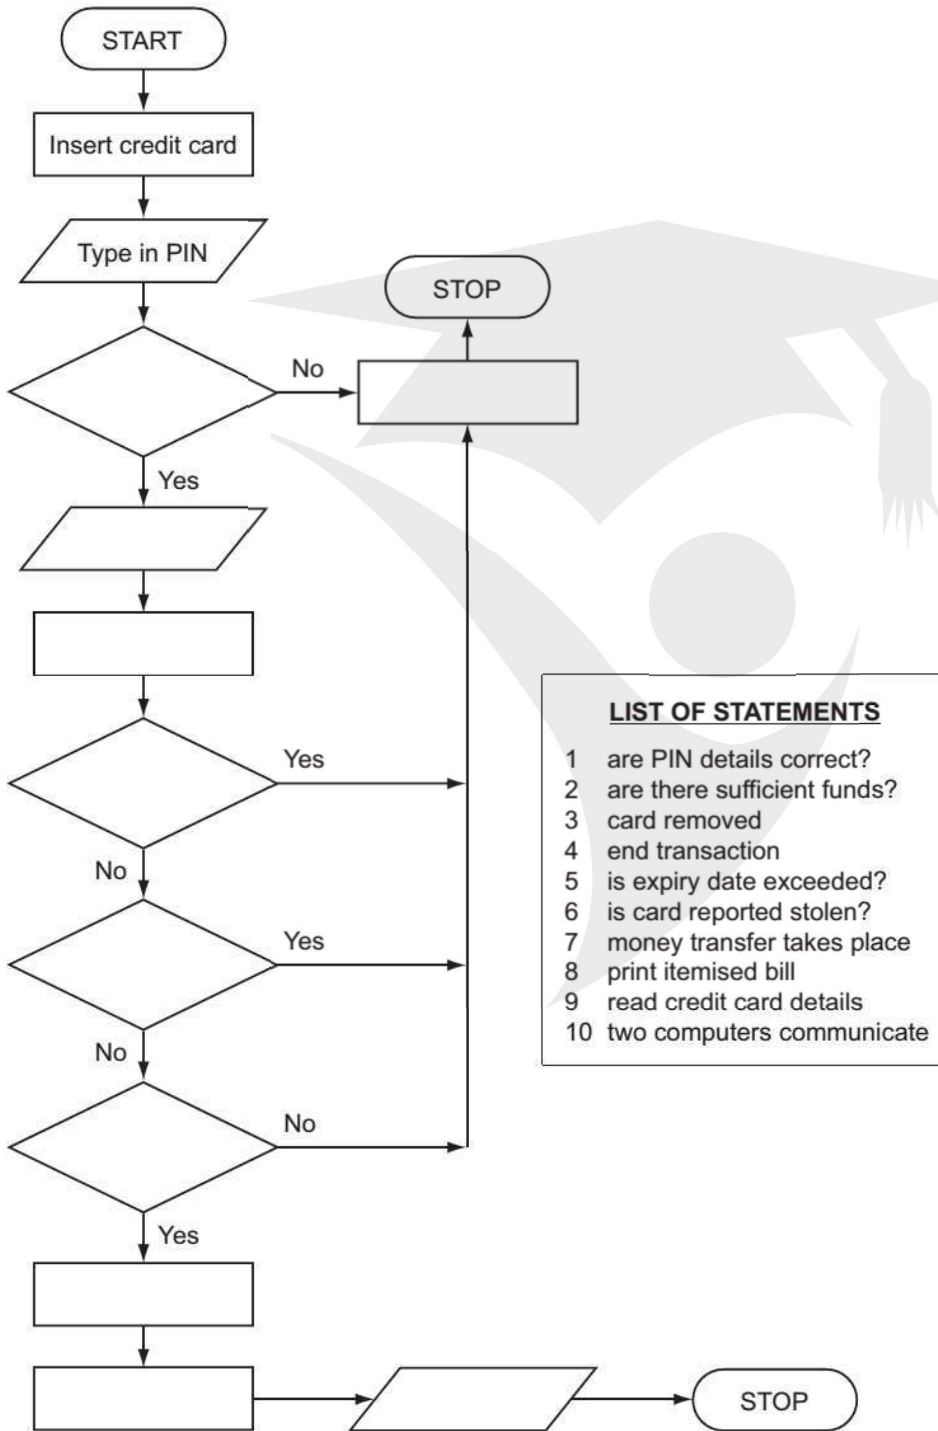 START
Insert credit card
Type in PIN
STOP
No
Yes
Yes
No
Yes
No
No
Yes
STOP
LIST OF STATEMENTS
1 are PIN details correct?
2 are there sufficient funds?
3 card removed
4 end transaction
5 is expiry date exceeded?
6 is card reported stolen?
7 money transfer takes place
8 print itemised bill
9 read credit card details
10 two computers communicate